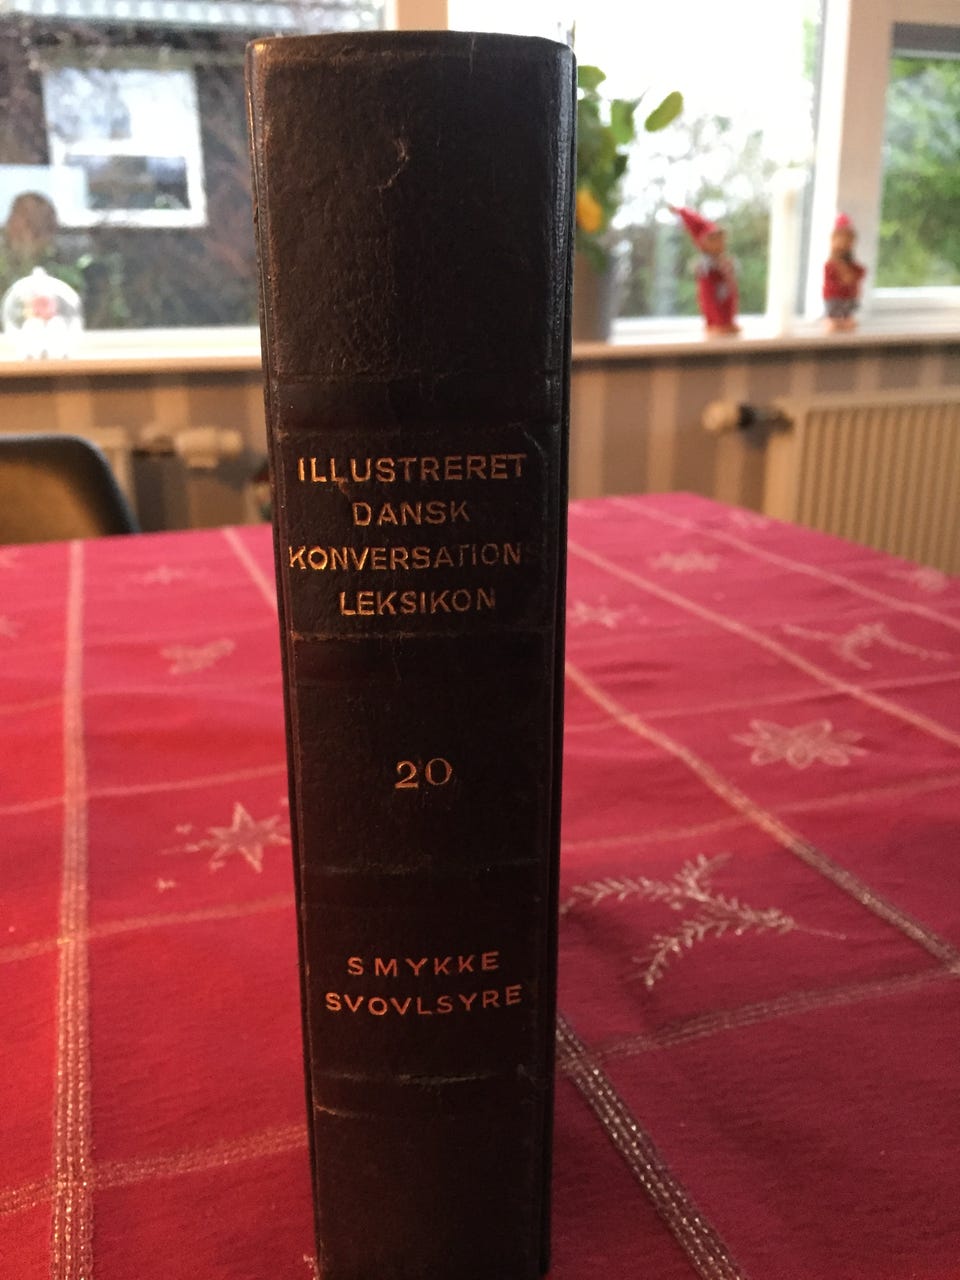 ILLUSTRERET
DANSK
KONVERSATIONS
LEKSIKON
20
SMYKKE
SVOVLSYRE